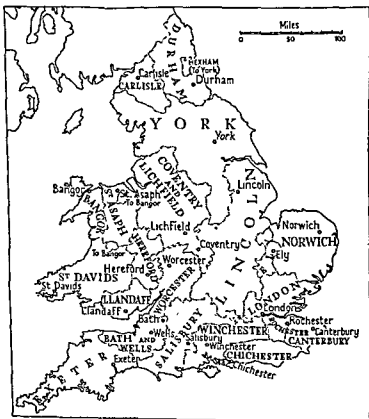 Miles
0 50 100
DURHAM
HEXHAM
(To York)
Carlisle
CARLISLE
Durham
YORK
York
COVENTRY
AND
LICHFIELD
Lincoln
LINCOLN
Bangor
St. Asaph
To Bangor
BANGOR
ST ASAPH
Lichfield
Norwich
NORWICH
Coventry
Ely
To Bangor
HEREFORD
Worcester
WORCESTER
Hereford
ST DAVIDS
St Davids
LLANDAFF
Llandaff
LONDON
London
Rochester
ROCHESTER
Canterbury
CANTERBURY
Bath
BATH AND
WELLS
Wells
SALISBURY
Salisbury
WINCHESTER
Winchester
CHICHESTER
Chichester
Exeter
EXETER